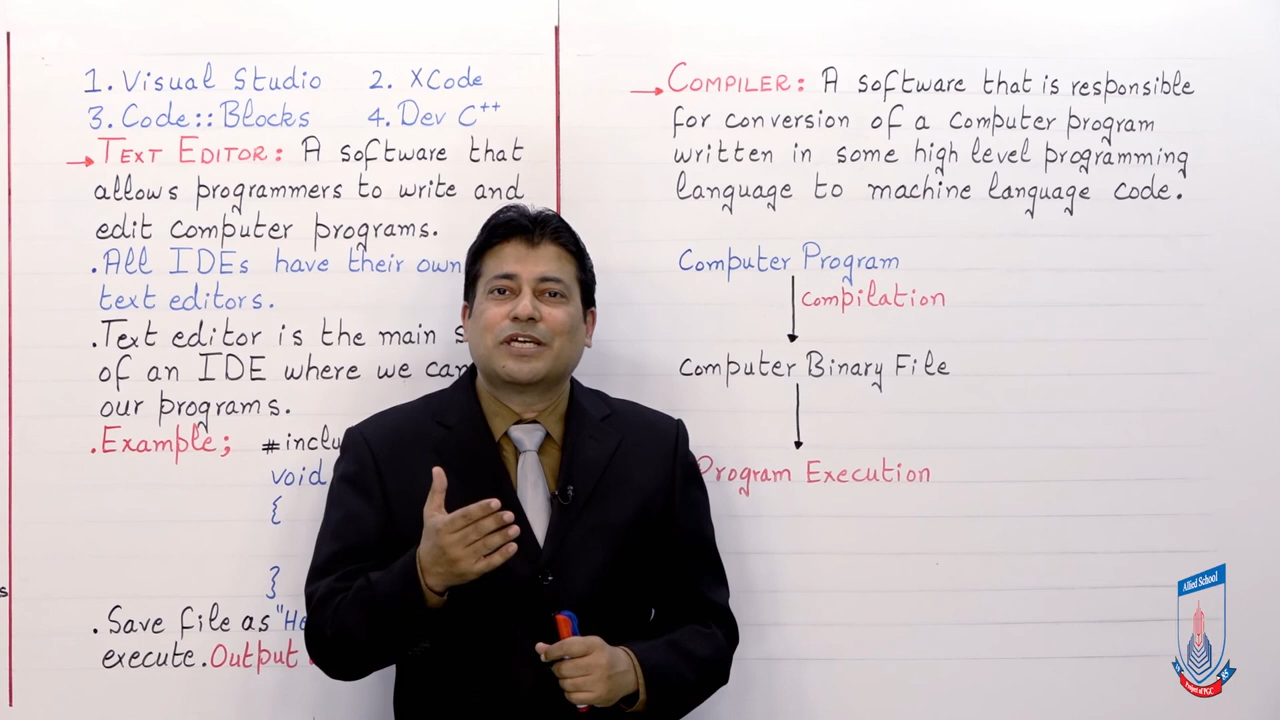 1. Visual Studio 2. XCode
3. Code::Blocks 4. Dev C++
TEXT EDITOR: A software that
allows programmers to write and
edit computer programs.
.All IDEs have their own
text editors.
.Text editor is the main
of an IDE where we can
our programs.
.Example; #inclu
void
{
}
.Save file as "He
execute. Output
COMPILER: A software that is responsible
for conversion of a computer program
written in some high level programming
language to machine language code.
Computer Program
compilation
Computer Binary File
Program Execution
Allied School
Project of PGC